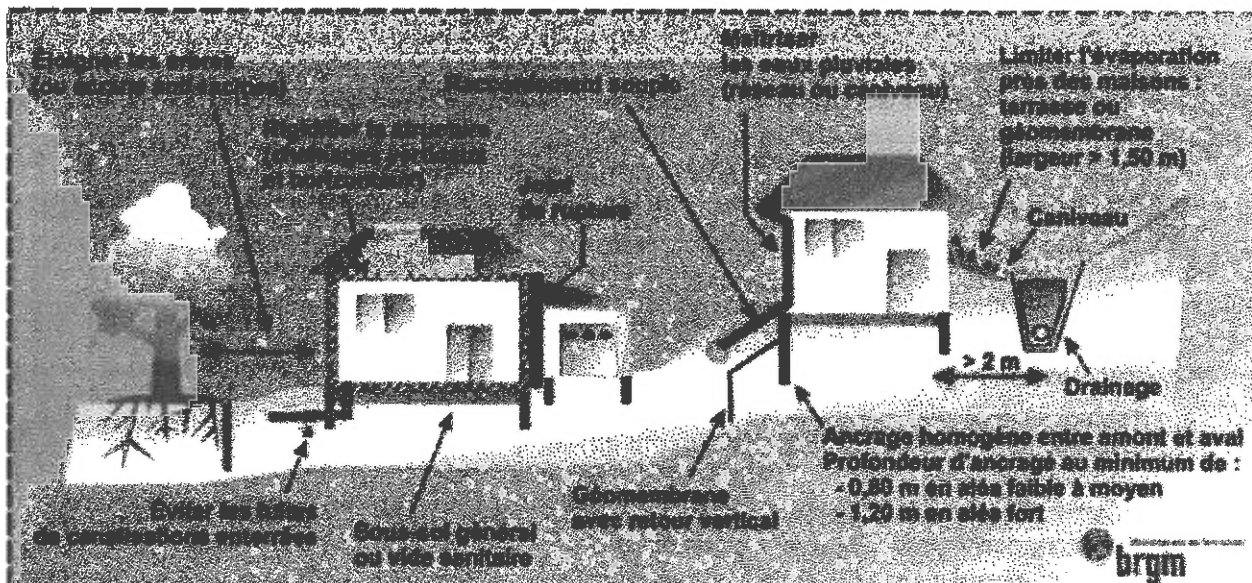 Eloigner les arbres
(ou écrans anti-racines)
Rigidifier la structure
(chaînages verticaux
et horizontaux)
Raccordement souple
Joint
de rupture
Maîtriser
les eaux pluviales
(réseau ou caniveau)
Limiter l'évaporation
près des maisons :
terrasse ou
géomembrane
(largeur > 1,50 m)
Caniveau
> 2 m
Drainage
Ancrage homogène entre amont et aval
Profondeur d'ancrage au minimum de :
- 0,80 m en aléa faible à moyen
- 1,20 m en aléa fort
Géomembrane
avec retour vertical
Eviter les fuites
de canalisations enterrées
Sous-sol général
ou vide sanitaire
brgm